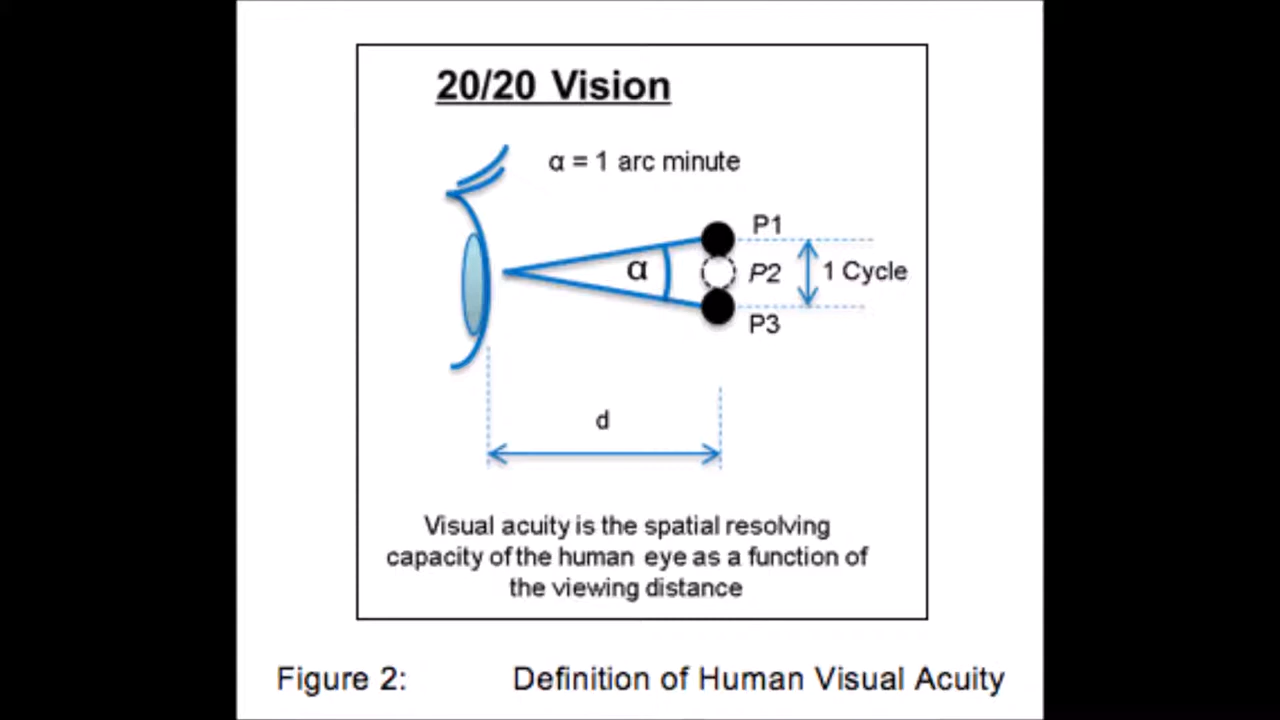 20/20 Vision
α = 1 arc minute
P1
α
P2
1 Cycle
P3
d
Visual acuity is the spatial resolving
capacity of the human eye as a function of
the viewing distance
Figure 2: Definition of Human Visual Acuity